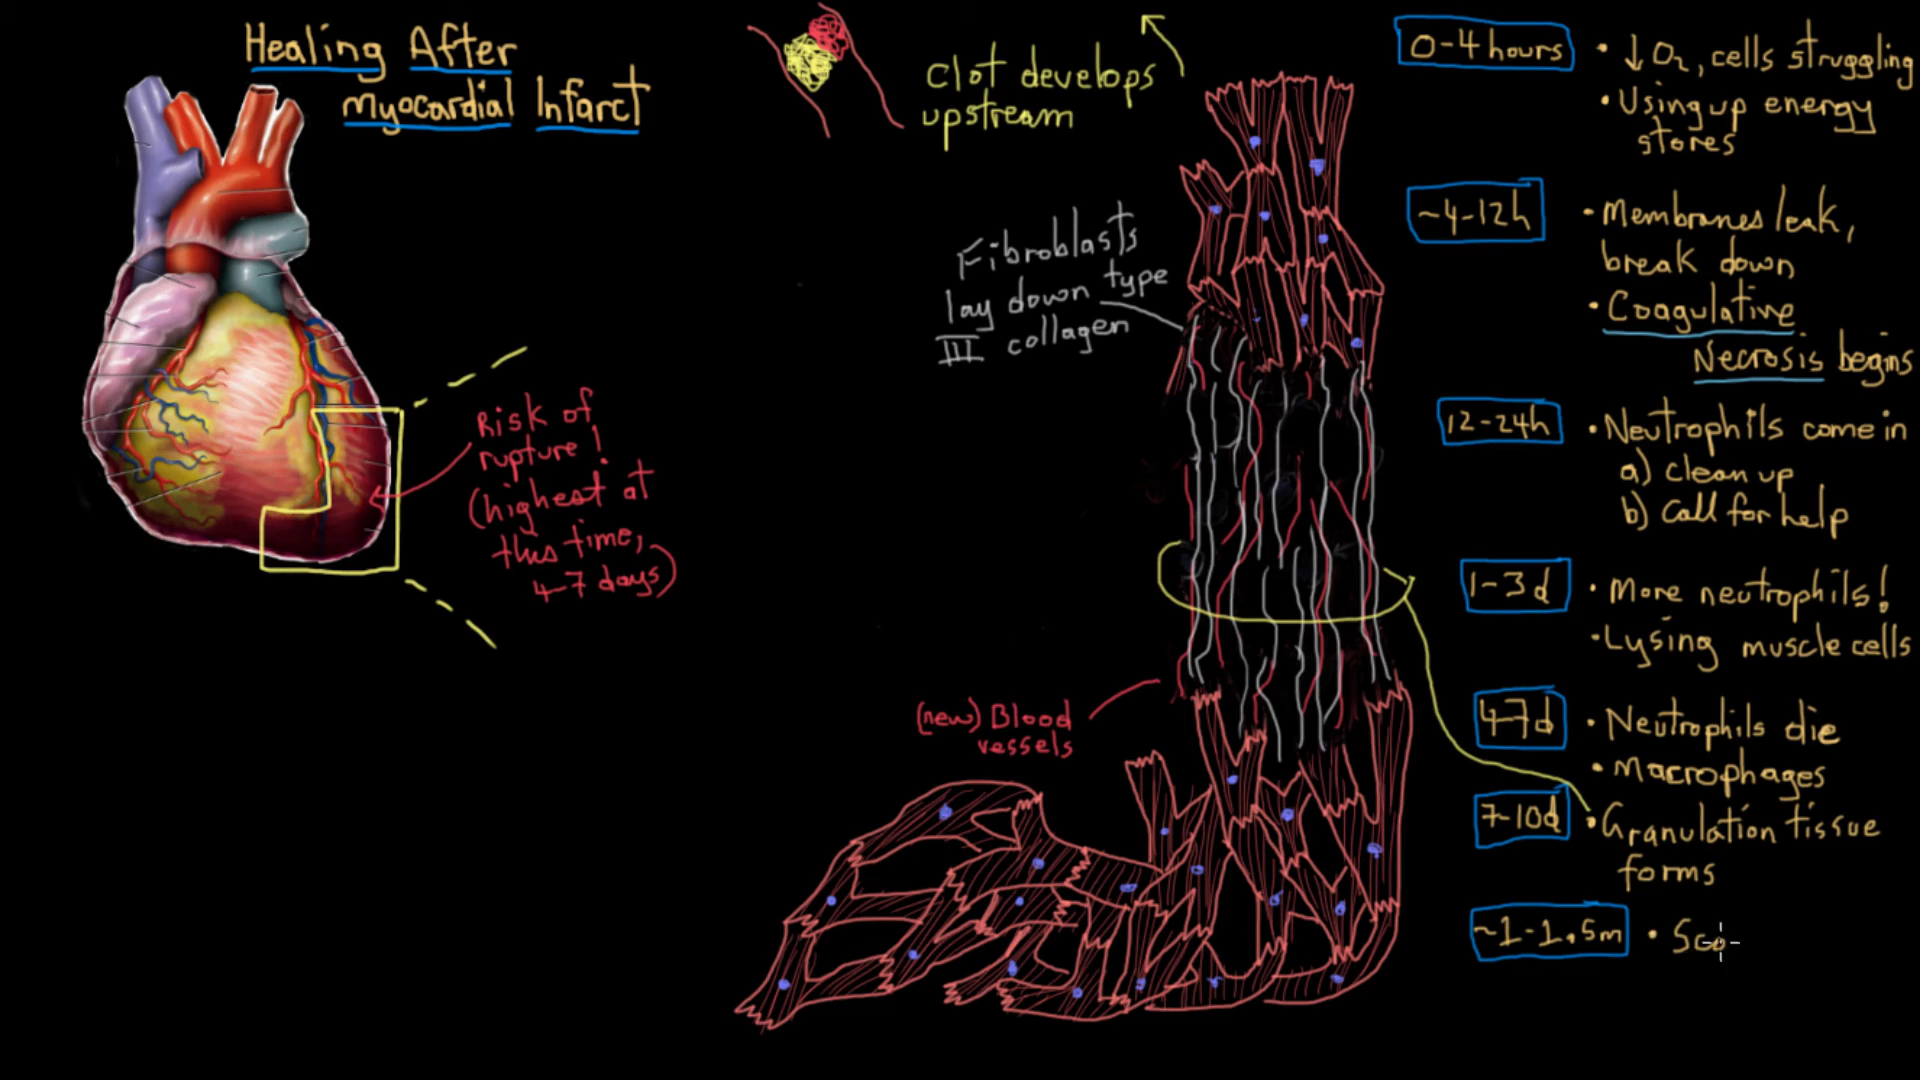 Healing After
Myocardial Infarct
Clot develops
upstream
Fibroblasts
lay down type
III collagen
Risk of
rupture!
(highest at
this time,
4-7 days)
(new) Blood
vessels
0-4 hours
• ↓ O₂, cells struggling
• Using up energy
stores
~4-12h
• Membranes leak,
break down
• Coagulative
Necrosis begins
12-24h
• Neutrophils come in
a) clean up
b) Call for help
1-3d
• More neutrophils!
• Lysing muscle cells
4-7d
• Neutrophils die
• Macrophages
7-10d
• Granulation tissue
forms
~1-1.5m
• Sca